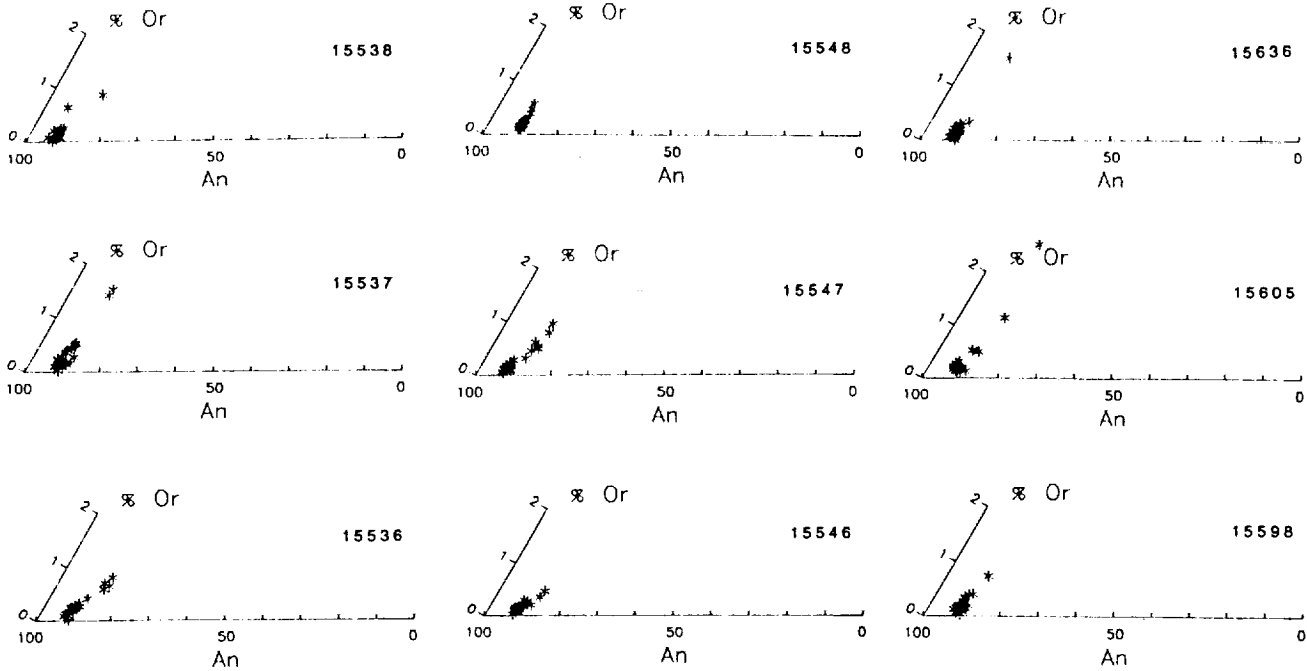 2 % Or 2 % Or 2 % Or
15538 15548 15636
1 1 1
0 0 0
100 50 0 100 50 0 100 50 0
An An An
2 % Or 2 % Or 2 % Or
15537 15547 15605
1 1 1
0 0 0
100 50 0 100 50 0 100 50 0
An An An
2 % Or 2 % Or 2 % Or
15536 15546 15598
1 1 1
0 0 0
100 50 0 100 50 0 100 50 0
An An An